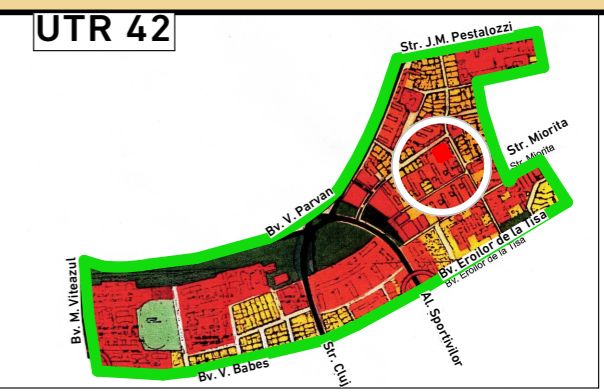 UTR 42
Str. J.M. Pestalozzi
Str. Miorita
Str. Miorita
Bv. V. Parvan
Bv. Eroilor de la Tisa
Bv. Eroilor de la Tisa
Bv. M. Viteazul
Al. Sportivilor
Str. Cluj
Bv. V. Babes